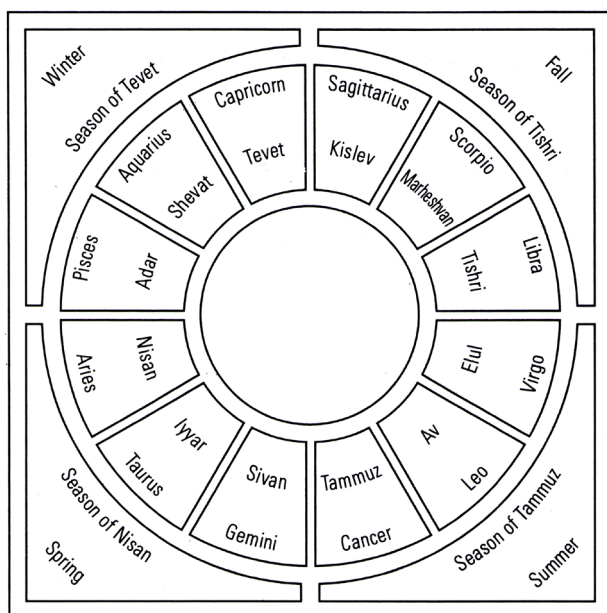 Winter
Season of Tevet
Fall
Season of Tishri
Capricorn
Tevet
Sagittarius
Kislev
Scorpio
Marheshvan
Libra
Tishri
Virgo
Elul
Leo
Av
Cancer
Tammuz
Gemini
Sivan
Taurus
Iyyar
Aries
Nisan
Pisces
Adar
Aquarius
Shevat
Season of Nisan
Spring
Season of Tammuz
Summer